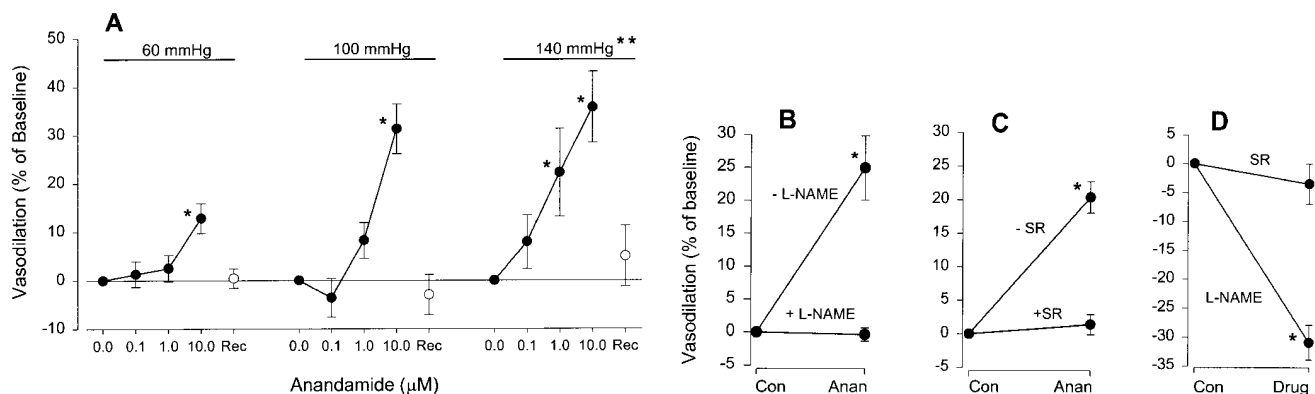 A
Vasodilation (% of Baseline)
50
40
30
20
10
0
-10
60 mmHg
100 mmHg
140 mmHg **
*
*
*
*
0.0 0.1 1.0 10.0 Rec
0.0 0.1 1.0 10.0 Rec
0.0 0.1 1.0 10.0 Rec
Anandamide (μM)
B
Vasodilation (% of baseline)
30
25
20
15
10
5
0
-5
*
- L-NAME
+ L-NAME
Con Anan
C
30
25
20
15
10
5
0
-5
*
- SR
+SR
Con Anan
D
5
0
-5
-10
-15
-20
-25
-30
-35
SR
L-NAME
*
Con Drug